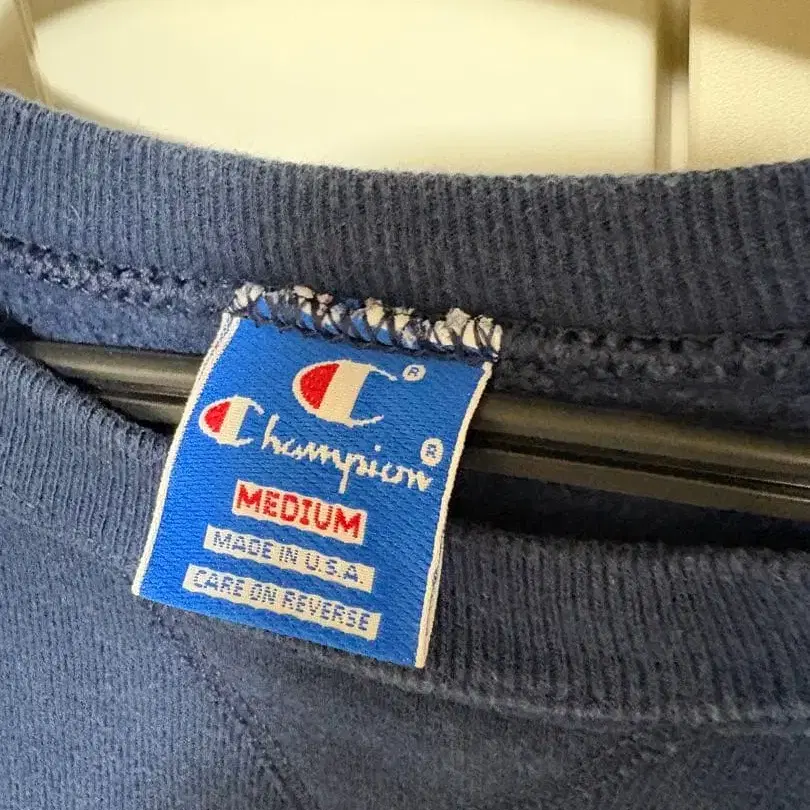 C®
Champion®
MEDIUM
MADE IN U.S.A.
CARE ON REVERSE